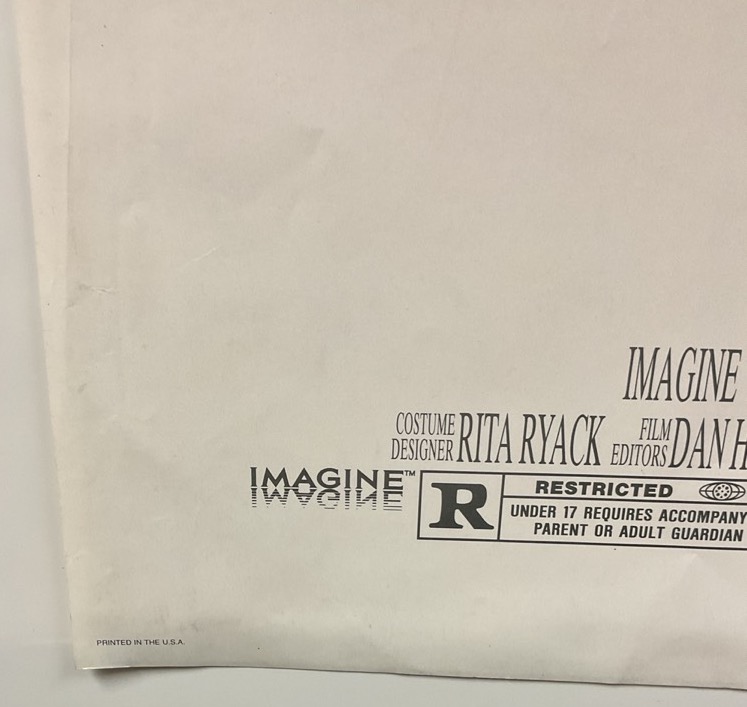 IMAGINE
COSTUME DESIGNER RITA RYACK FILM EDITORS DAN H
IMAGINE™
R
RESTRICTED
UNDER 17 REQUIRES ACCOMPANY
PARENT OR ADULT GUARDIAN
PRINTED IN THE U.S.A.